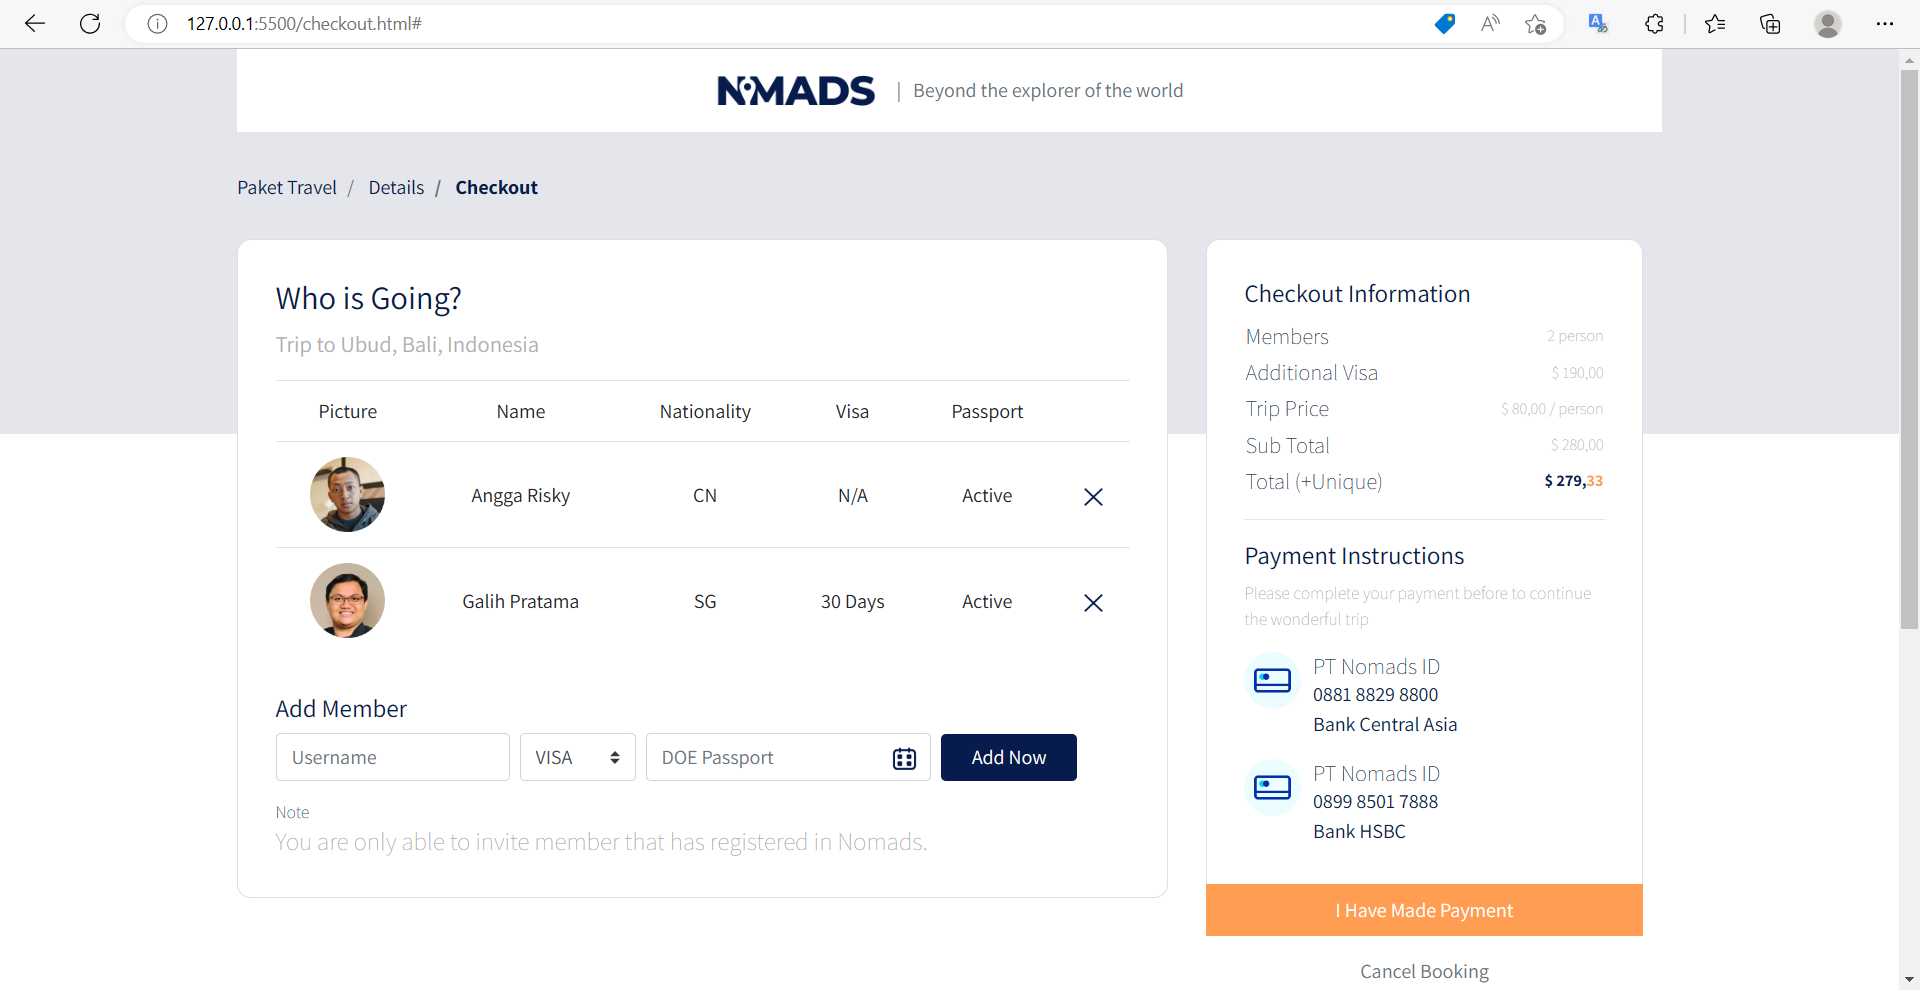 127.0.0.1:5500/checkout.html#
NOMADS | Beyond the explorer of the world
Paket Travel / Details / Checkout
Who is Going?
Trip to Ubud, Bali, Indonesia
Picture Name Nationality Visa Passport
Angga Risky CN N/A Active
Galih Pratama SG 30 Days Active
Add Member
Username VISA DOE Passport Add Now
Note
You are only able to invite member that has registered in Nomads.
Checkout Information
Members 2 person
Additional Visa $ 190,00
Trip Price $ 80,00 / person
Sub Total $ 280,00
Total (+Unique) $ 279,33
Payment Instructions
Please complete your payment before to continue
the wonderful trip
PT Nomads ID
0881 8829 8800
Bank Central Asia
PT Nomads ID
0899 8501 7888
Bank HSBC
I Have Made Payment
Cancel Booking